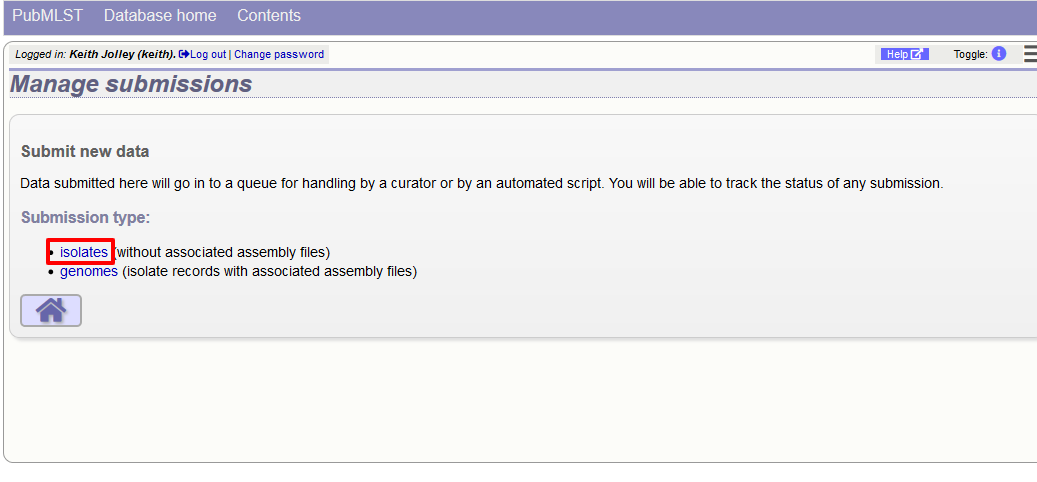 PubMLST Database home Contents
Logged in: Keith Jolley (keith). Log out | Change password Help Toggle: i
Manage submissions
Submit new data
Data submitted here will go in to a queue for handling by a curator or by an automated script. You will be able to track the status of any submission.
Submission type:
• isolates (without associated assembly files)
• genomes (isolate records with associated assembly files)